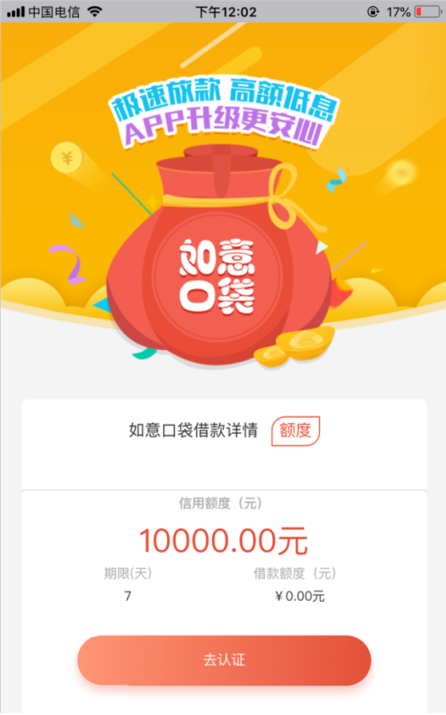 中国电信 下午12:02 17%
极速放款 高额低息
APP升级更安心
如意
口袋
如意口袋借款详情 额度
信用额度（元）
10000.00元
期限(天) 借款额度（元）
7 ￥0.00元
去认证